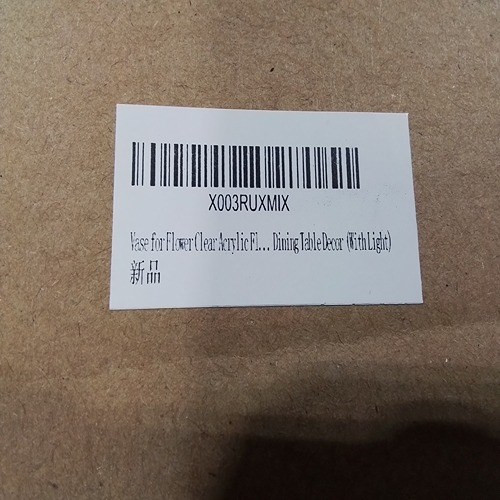 X003RUXMIX
Vase for Flower Clear Acrylic Fl... Dining Table Decor (With Light)
新品